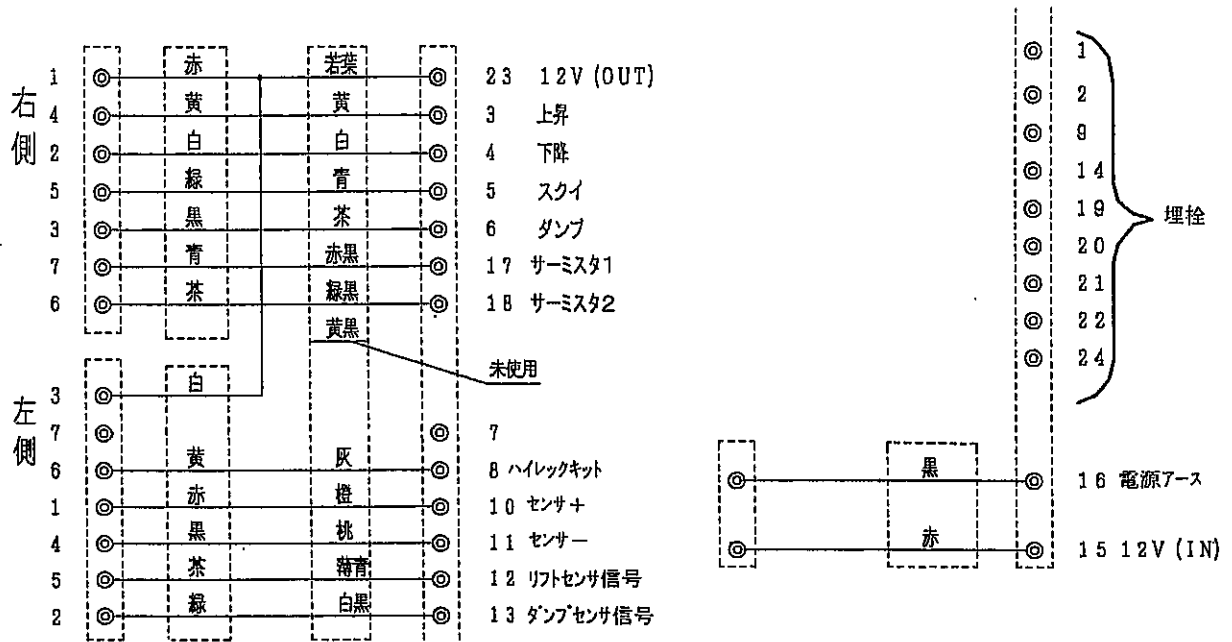 右側
1 赤 若葉 23 12V (OUT)
4 黄 黄 3 上昇
2 白 白 4 下降
5 緑 青 5 スクイ
3 黒 茶 6 ダンプ
7 青 赤黒 17 サーミスタ1
6 茶 緑黒 18 サーミスタ2
黄黒
未使用
左側
3 白
7 7
6 黄 灰 8 ハイレックキット
1 赤 橙 10 センサ+
4 黒 桃 11 センサー
5 茶 薄青 12 リフトセンサ信号
2 緑 白黒 13 ダンプセンサ信号
1
2
9
14
19
20
21
22
24
埋栓
黒 16 電源アース
赤 15 12V (IN)